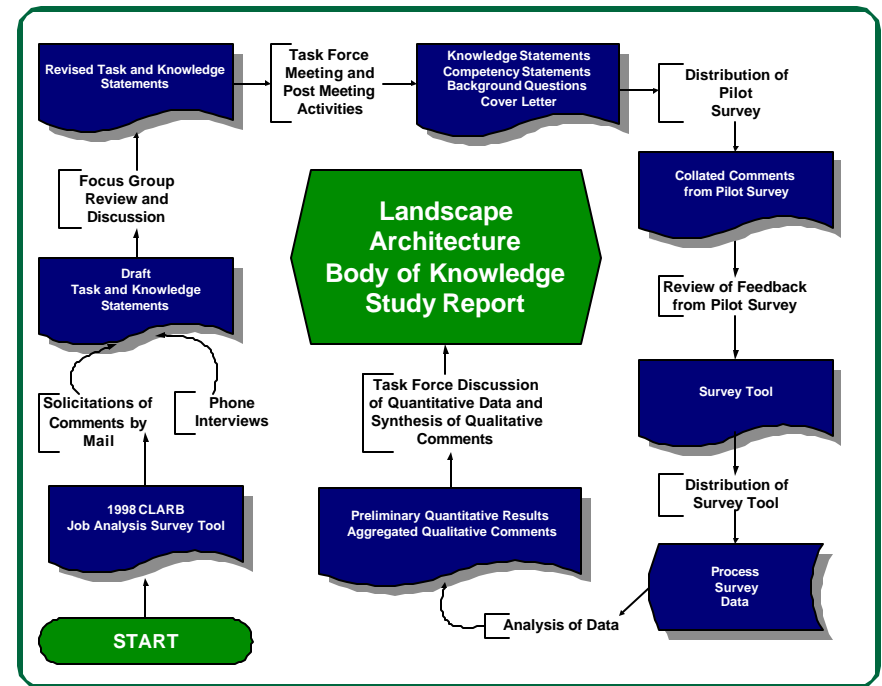 START
1998 CLARB
Job Analysis Survey Tool
Solicitations of
Comments by
Mail
Phone
Interviews
Draft
Task and Knowledge
Statements
Focus Group
Review and
Discussion
Revised Task and Knowledge
Statements
Task Force
Meeting and
Post Meeting
Activities
Knowledge Statements
Competency Statements
Background Questions
Cover Letter
Distribution of
Pilot
Survey
Collated Comments
from Pilot Survey
Review of Feedback
from Pilot Survey
Survey Tool
Distribution of
Survey Tool
Process
Survey
Data
Analysis of Data
Preliminary Quantitative Results
Aggregated Qualitative Comments
Task Force Discussion
of Quantitative Data and
Synthesis of Qualitative
Comments
Landscape
Architecture
Body of Knowledge
Study Report